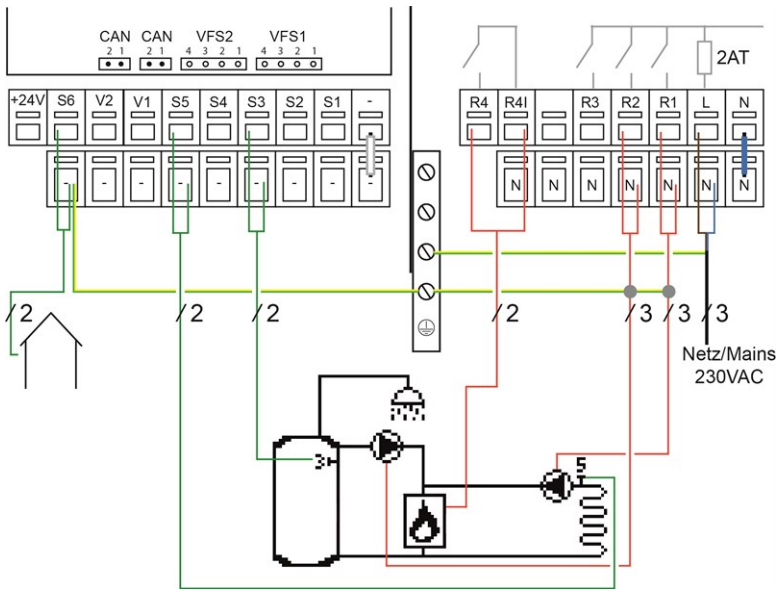 CAN CAN VFS2 VFS1
2 1 2 1 4 3 2 1 4 3 2 1
2AT
+24V S6 V2 V1 S5 S4 S3 S2 S1 -
R4 R4I R3 R2 R1 L N
- - - - - - - - -
N N N N N N N
/2 /2 /2 /2 /3 /3 /3
Netz/Mains
230VAC
3
5